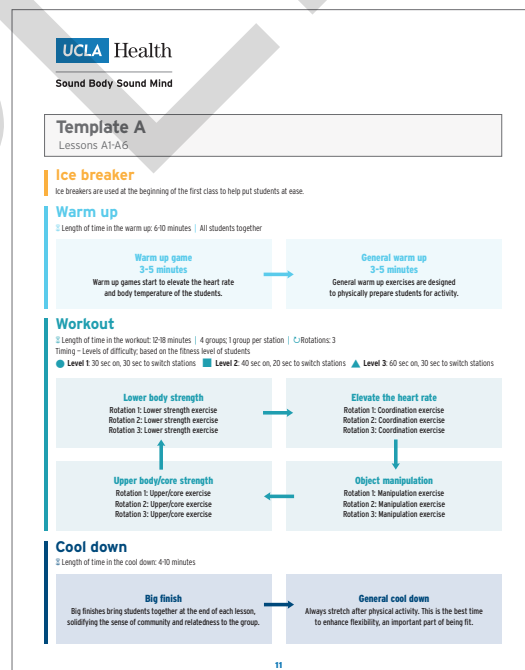 UCLA Health
Sound Body Sound Mind
Template A
Lessons A1-A6
Ice breaker
Ice breakers are used at the beginning of the first class to help put students at ease.
Warm up
Length of time in the warm up: 6-10 minutes | All students together
Warm up game
3-5 minutes
Warm up games start to elevate the heart rate
and body temperature of the students.
General warm up
3-5 minutes
General warm up exercises are designed
to physically prepare students for activity.
Workout
Length of time in the workout: 12-18 minutes | 4 groups; 1 group per station | Rotations: 3
Timing – Levels of difficulty; based on the fitness level of students
Level 1: 30 sec on, 30 sec to switch stations Level 2: 40 sec on, 20 sec to switch stations Level 3: 60 sec on, 30 sec to switch stations
Lower body strength
Rotation 1: Lower strength exercise
Rotation 2: Lower strength exercise
Rotation 3: Lower strength exercise
Elevate the heart rate
Rotation 1: Coordination exercise
Rotation 2: Coordination exercise
Rotation 3: Coordination exercise
Upper body/core strength
Rotation 1: Upper/core exercise
Rotation 2: Upper/core exercise
Rotation 3: Upper/core exercise
Object manipulation
Rotation 1: Manipulation exercise
Rotation 2: Manipulation exercise
Rotation 3: Manipulation exercise
Cool down
Length of time in the cool down: 4-10 minutes
Big finish
Big finishes bring students together at the end of each lesson,
solidifying the sense of community and relatedness to the group.
General cool down
Always stretch after physical activity. This is the best time
to enhance flexibility, an important part of being fit.
11